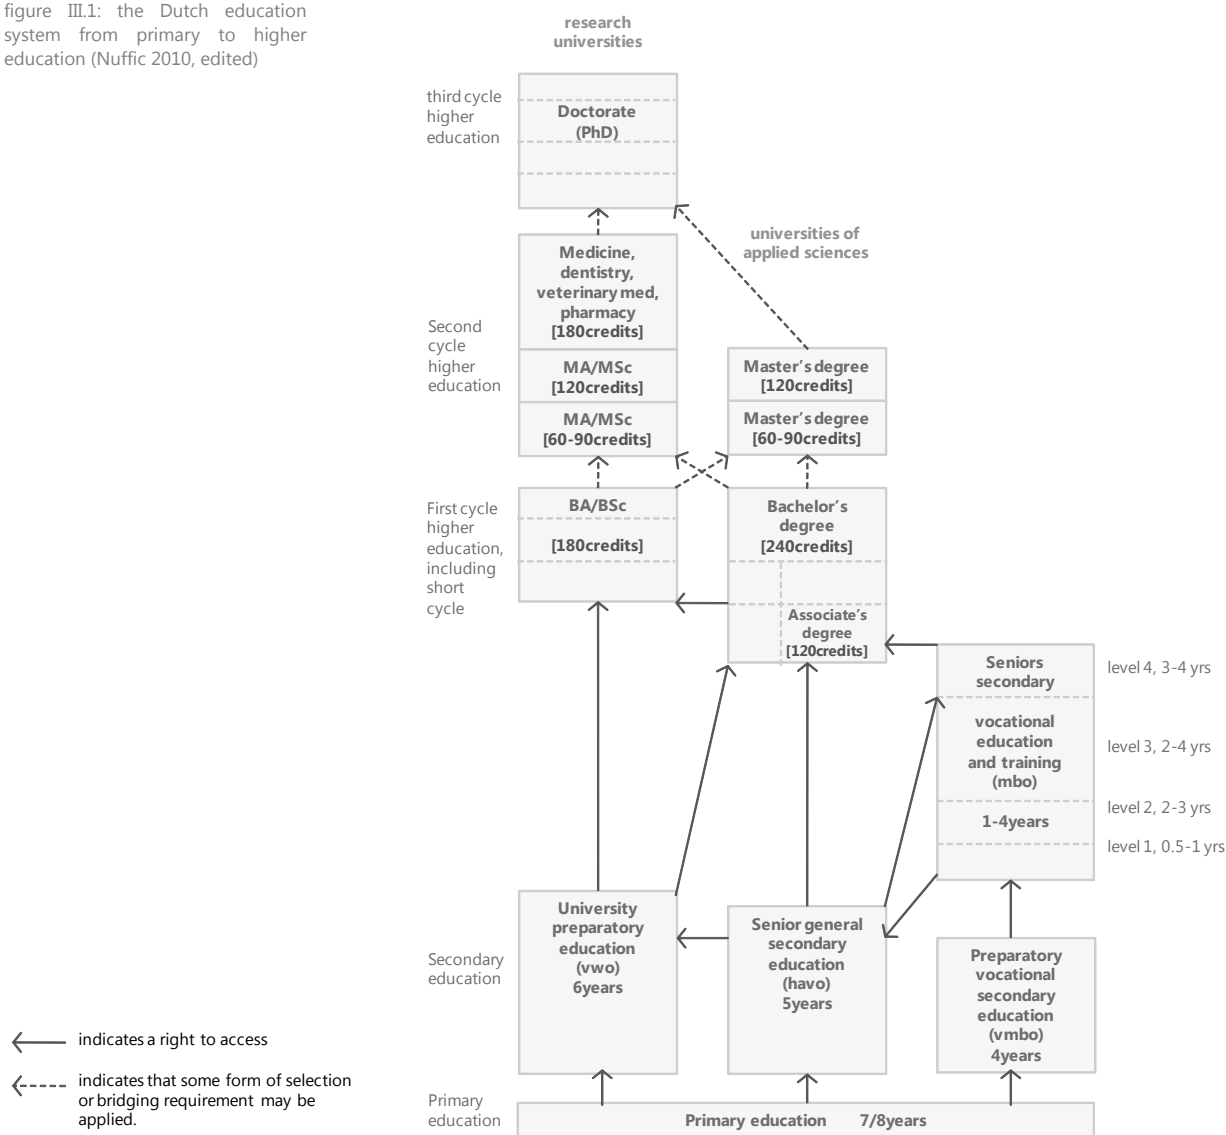 figure III.1: the Dutch education
system from primary to higher
education (Nuffic 2010, edited)
research
universities
third cycle
higher
education
Doctorate
(PhD)
universities of
applied sciences
Medicine,
dentistry,
veterinary med,
pharmacy
[180credits]
Second
cycle
higher
education
MA/MSc
[120credits]
Master's degree
[120credits]
MA/MSc
[60-90credits]
Master's degree
[60-90credits]
First cycle
higher
education,
including
short
cycle
BA/BSc
[180credits]
Bachelor's
degree
[240credits]
Associate's
degree
[120credits]
Seniors
secondary
vocational
education
and training
(mbo)
1-4years
level 4, 3-4 yrs
level 3, 2-4 yrs
level 2, 2-3 yrs
level 1, 0.5-1 yrs
Secondary
education
University
preparatory
education
(vwo)
6years
Senior general
secondary
education
(havo)
5years
Preparatory
vocational
secondary
education
(vmbo)
4years
indicates a right to access
indicates that some form of selection
or bridging requirement may be
applied.
Primary
education
Primary education 7/8years